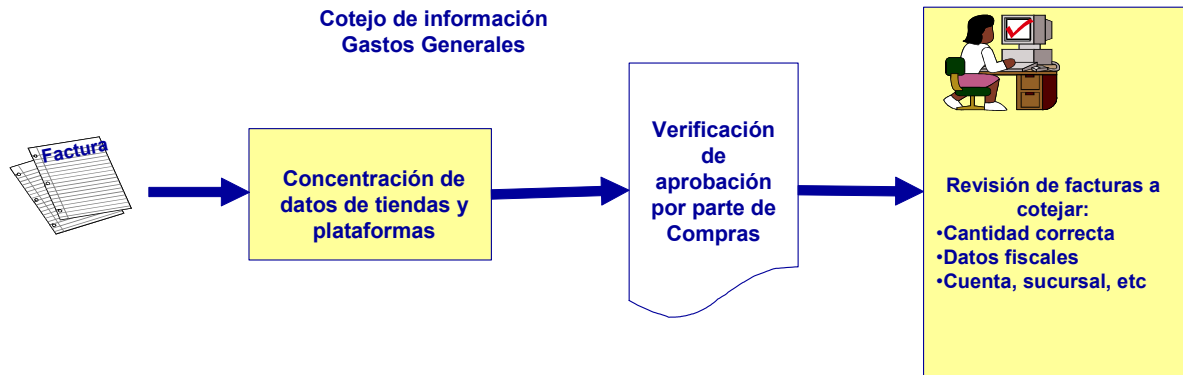 Cotejo de información
Gastos Generales
Factura
Concentración de
datos de tiendas y
plataformas
Verificación
de
aprobación
por parte de
Compras
Revisión de facturas a
cotejar:
•Cantidad correcta
•Datos fiscales
•Cuenta, sucursal, etc